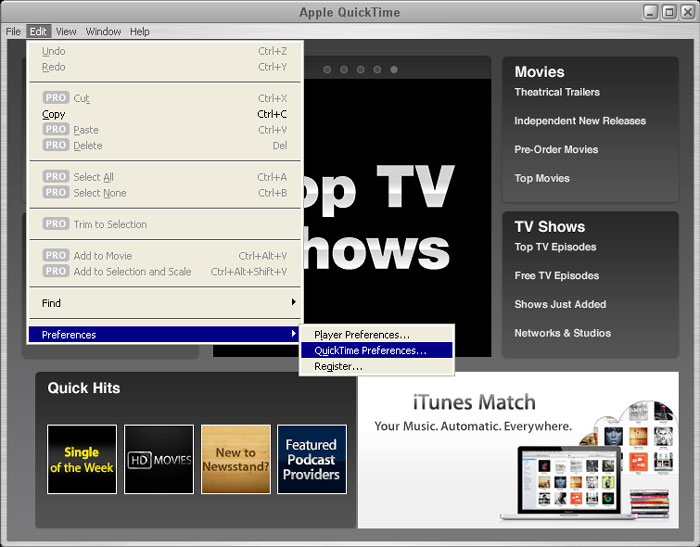 Apple QuickTime
File Edit View Window Help
Undo Ctrl+Z
Redo Ctrl+Y
PRO Cut Ctrl+X
Copy Ctrl+C
PRO Paste Ctrl+V
PRO Delete Del
PRO Select All Ctrl+A
PRO Select None Ctrl+B
PRO Trim to Selection
PRO Add to Movie Ctrl+Alt+V
PRO Add to Selection and Scale Ctrl+Alt+Shift+V
Find
Preferences
Player Preferences...
QuickTime Preferences...
Register...
op TV
hows
Movies
Theatrical Trailers
Independent New Releases
Pre-Order Movies
Top Movies
TV Shows
Top TV Episodes
Free TV Episodes
Shows Just Added
Networks & Studios
Quick Hits
Single
of the Week
HD MOVIES
New to
Newsstand?
Featured
Podcast
Providers
iTunes Match
Your Music. Automatic. Everywhere.